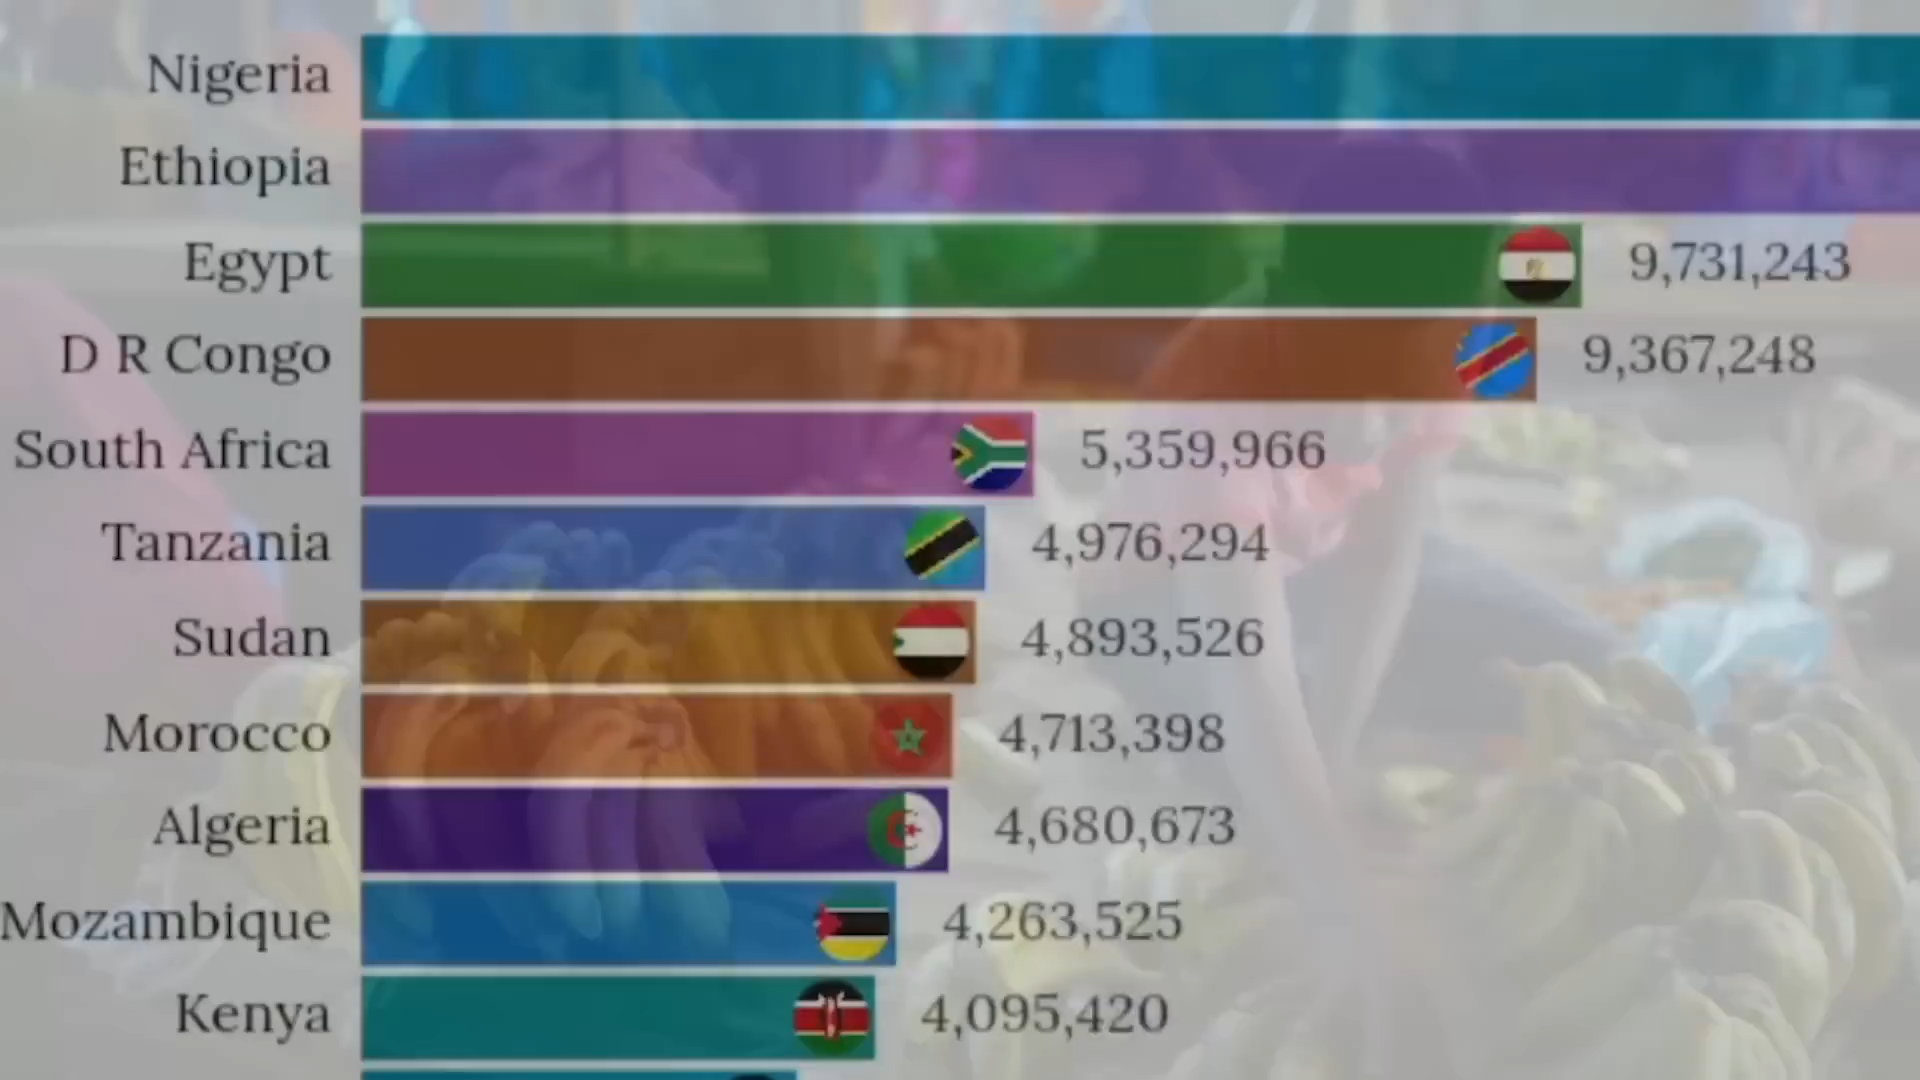 Nigeria
Ethiopia
Egypt 9,731,243
D R Congo 9,367,248
South Africa 5,359,966
Tanzania 4,976,294
Sudan 4,893,526
Morocco 4,713,398
Algeria 4,680,673
Mozambique 4,263,525
Kenya 4,095,420